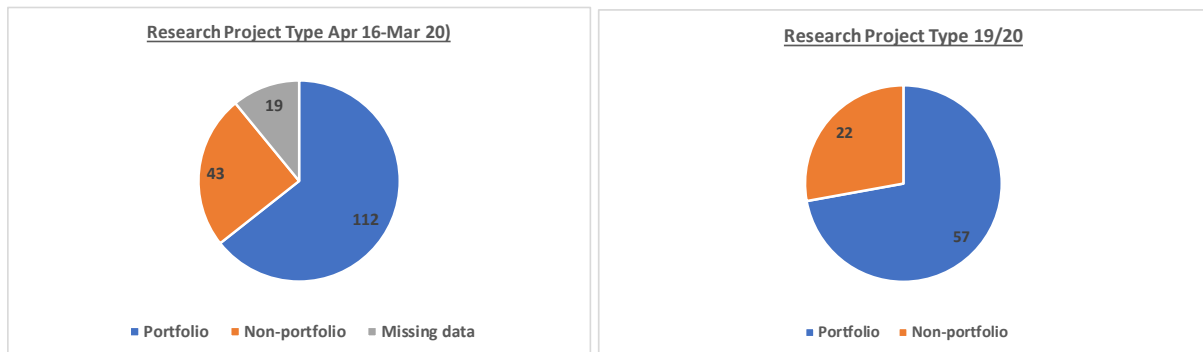 Research Project Type Apr 16-Mar 20)
19
43
112
Portfolio Non-portfolio Missing data
Research Project Type 19/20
22
57
Portfolio Non-portfolio